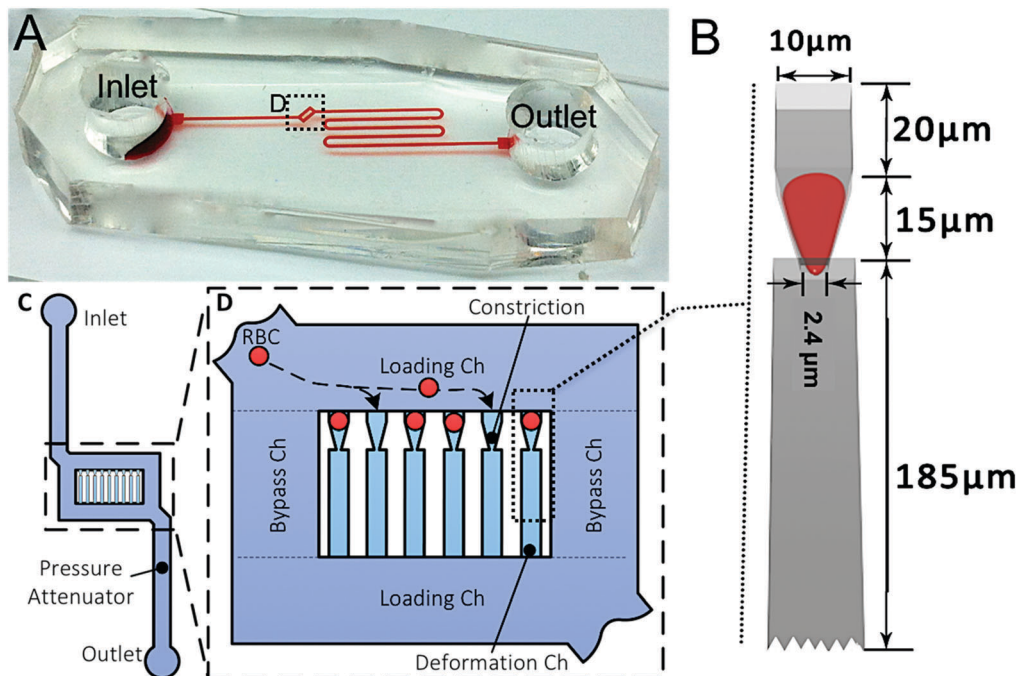 A
Inlet
D
Outlet
B
10μm
20μm
15μm
2.4 μm
185μm
C
Inlet
Pressure
Attenuator
Outlet
D
RBC
Loading Ch
Constriction
Bypass Ch
Bypass Ch
Loading Ch
Deformation Ch